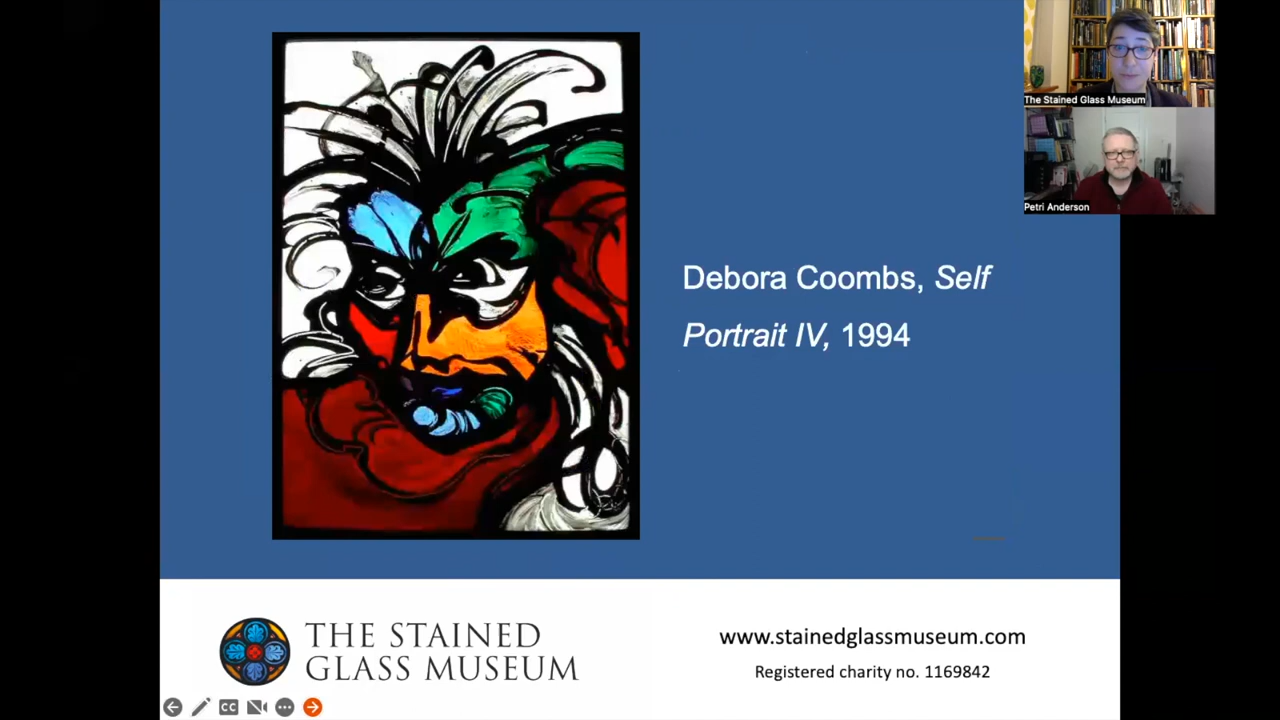 The Stained Glass Museum
Petri Anderson
Debora Coombs, Self
Portrait IV, 1994
THE STAINED
GLASS MUSEUM
www.stainedglassmuseum.com
Registered charity no. 1169842
CC